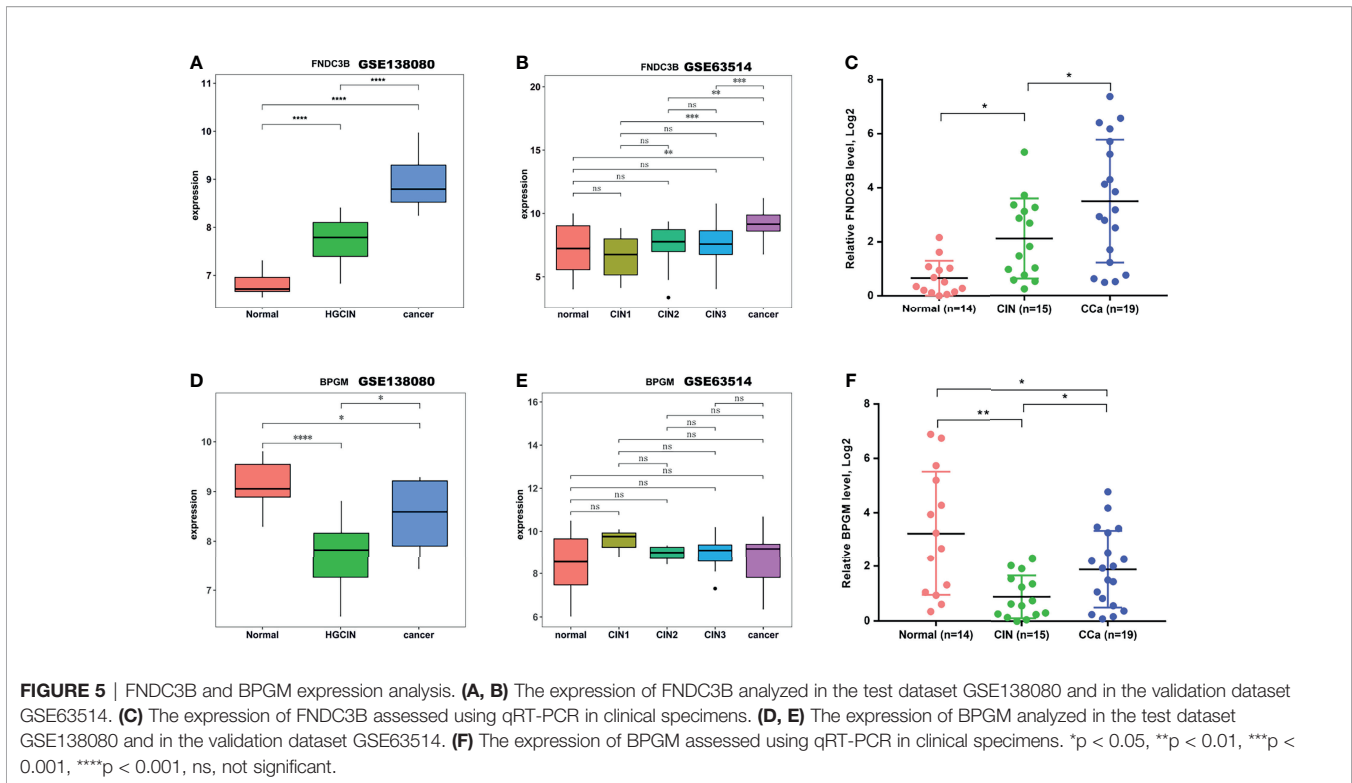 A
FNDC3B GSE138080
expression
11
10
9
8
7
****
****
****
Normal HGCIN cancer
B
FNDC3B GSE63514
expression
20
15
10
5
***
**
ns
***
ns
ns
**
ns
ns
ns
normal CIN1 CIN2 CIN3 cancer
C
Relative FNDC3B level, Log2
8
6
4
2
0
*
*
Normal (n=14) CIN (n=15) CCa (n=19)
D
BPGM GSE138080
expression
10
9
8
7
*
*
****
Normal HGCIN cancer
E
BPGM GSE63514
expression
16
14
12
10
8
6
ns
ns
ns
ns
ns
ns
ns
ns
ns
ns
normal CIN1 CIN2 CIN3 cancer
F
Relative BPGM level, Log2
8
6
4
2
0
*
**
*
Normal (n=14) CIN (n=15) CCa (n=19)
FIGURE 5 | FNDC3B and BPGM expression analysis. (A, B) The expression of FNDC3B analyzed in the test dataset GSE138080 and in the validation dataset
GSE63514. (C) The expression of FNDC3B assessed using qRT-PCR in clinical specimens. (D, E) The expression of BPGM analyzed in the test dataset
GSE138080 and in the validation dataset GSE63514. (F) The expression of BPGM assessed using qRT-PCR in clinical specimens. *p < 0.05, **p < 0.01, ***p <
0.001, ****p < 0.001, ns, not significant.